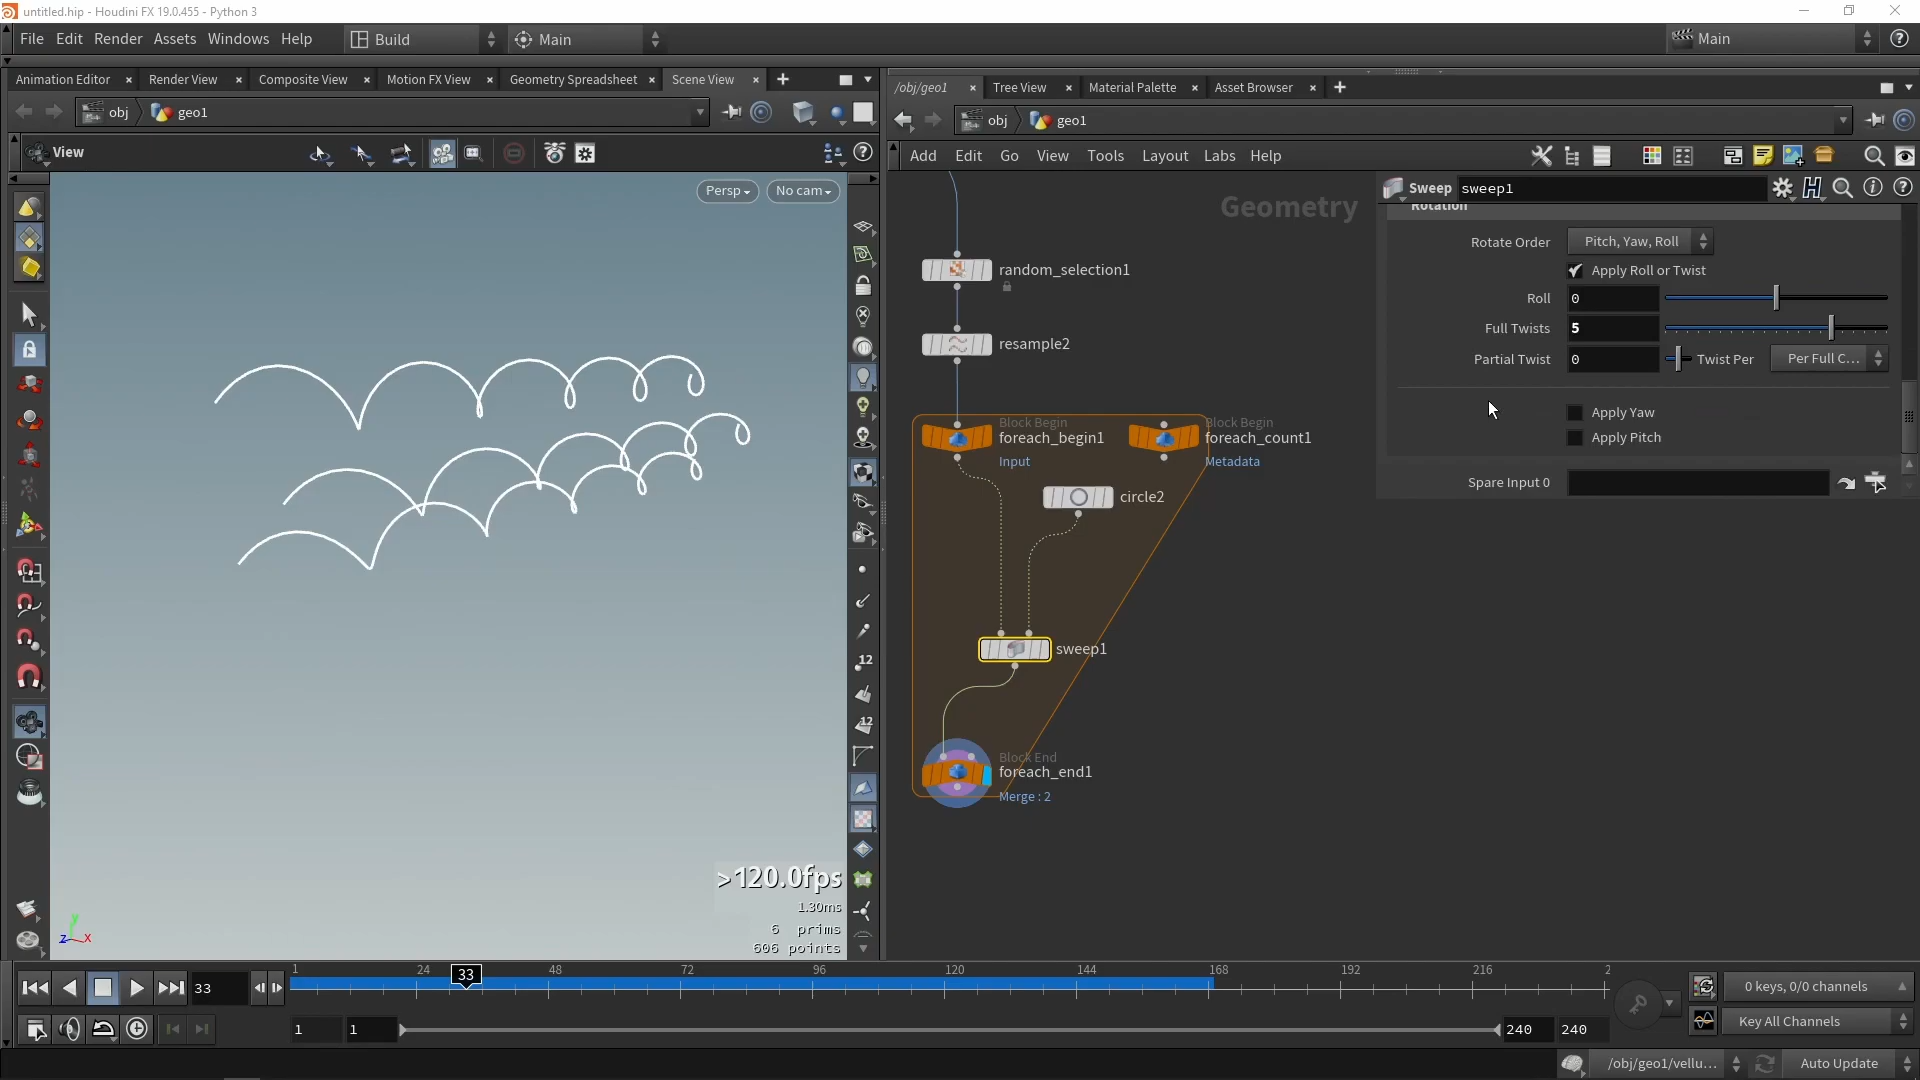 untitled.hip - Houdini FX 19.0.455 - Python 3
File Edit Render Assets Windows Help
Build
Main
Main
Animation Editor Render View Composite View Motion FX View Geometry Spreadsheet Scene View
/obj/geo1 Tree View Material Palette Asset Browser
obj geo1
obj geo1
View
Add Edit Go View Tools Layout Labs Help
Persp
No cam
Geometry
Sweep sweep1
Rotation
Rotate Order Pitch, Yaw, Roll
Apply Roll or Twist
Roll 0
Full Twists 5
Partial Twist 0 Twist Per Per Full C...
Apply Yaw
Apply Pitch
Spare Input 0
random_selection1
resample2
Block Begin
foreach_begin1
Input
Block Begin
foreach_count1
Metadata
circle2
sweep1
Block End
foreach_end1
Merge : 2
12
12
>120.0fps
1.30ms
6 prims
606 points
y
z x
1 24 33 48 72 96 120 144 168 192 216 2
33
0 keys, 0/0 channels
1 1 240 240
Key All Channels
/obj/geo1/vellu...
Auto Update